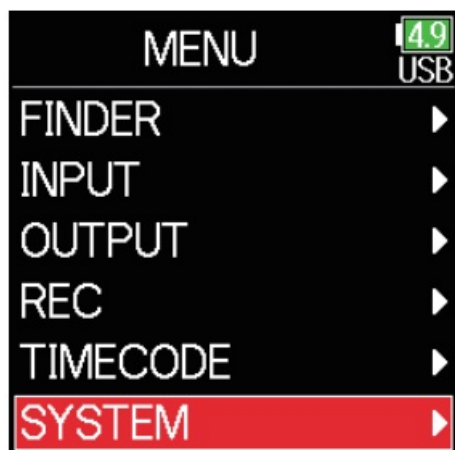 MENU
4.9
USB
FINDER
INPUT
OUTPUT
REC
TIMECODE
SYSTEM